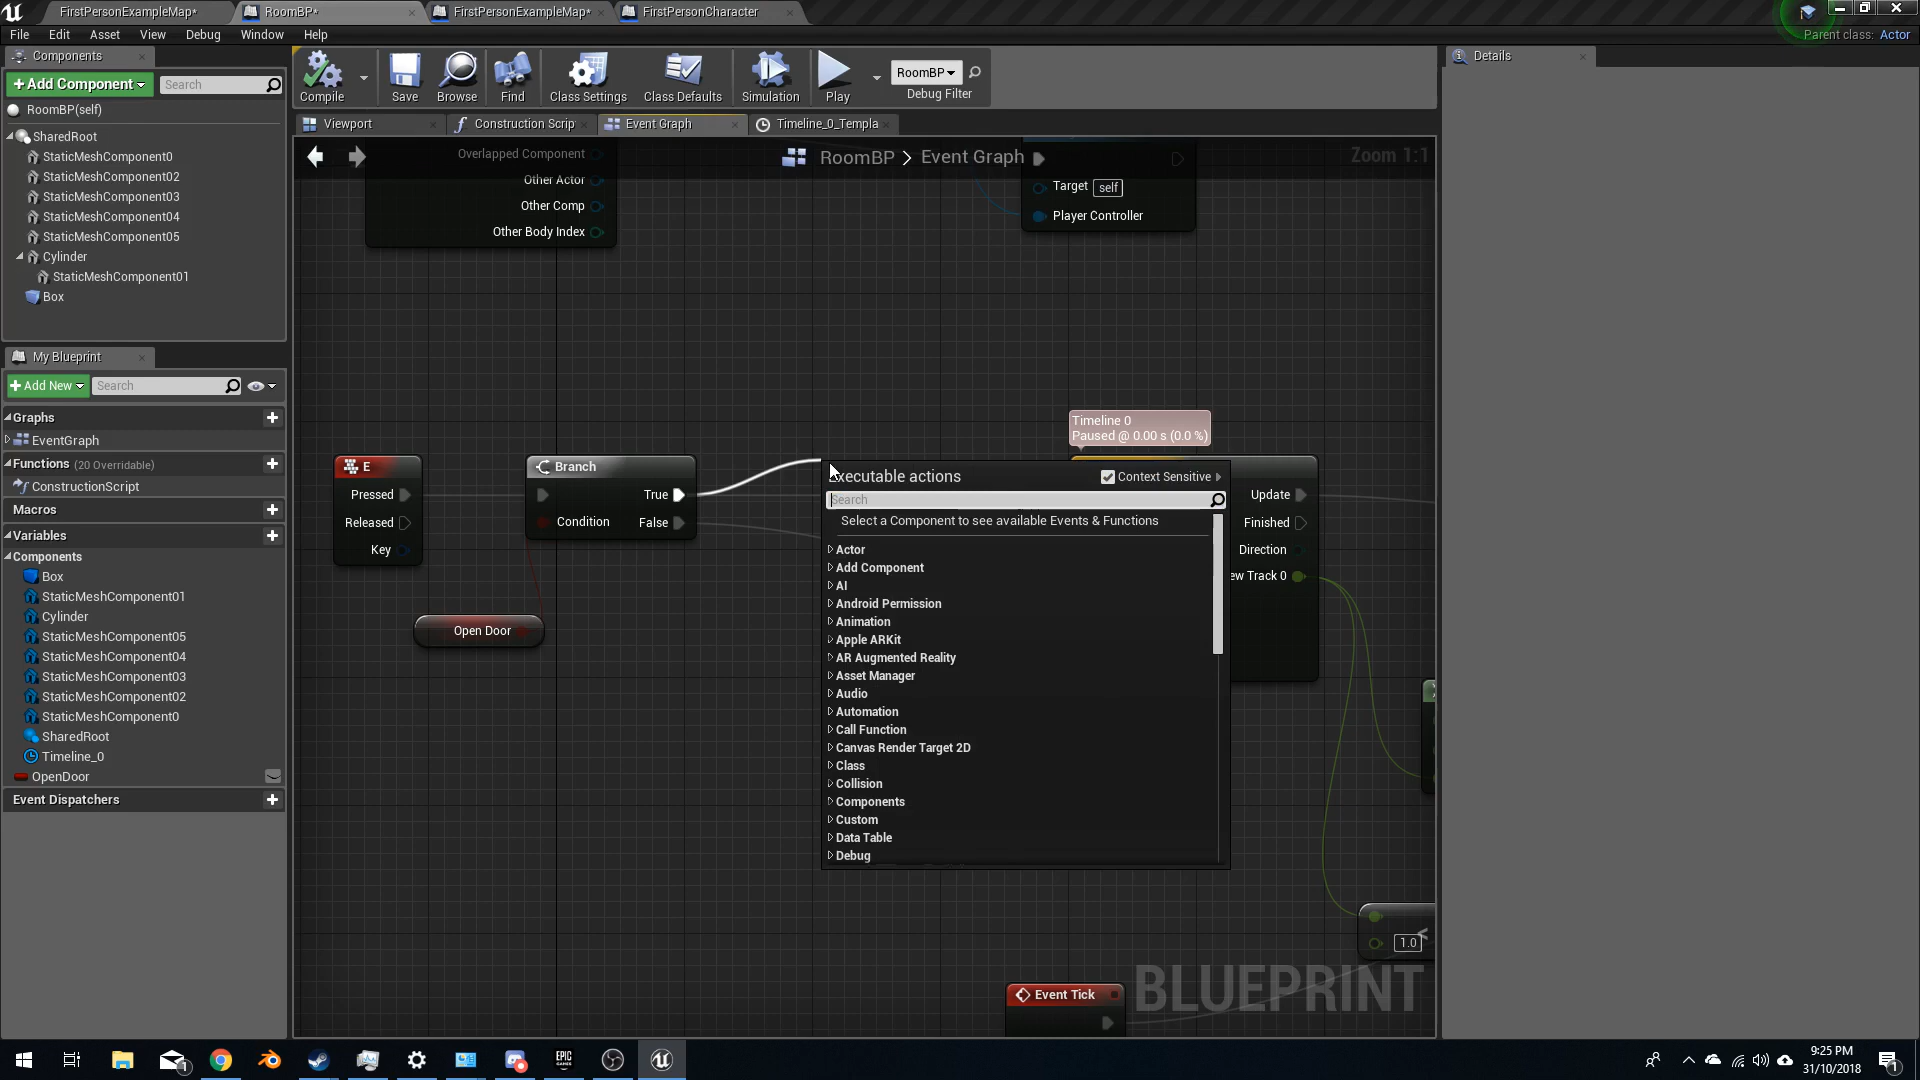 FirstPersonExampleMap*
RoomBP*
FirstPersonExampleMap*
FirstPersonCharacter
File Edit Asset View Debug Window Help
Parent class: Actor
Components
+Add Component
Search
RoomBP(self)
SharedRoot
StaticMeshComponent0
StaticMeshComponent02
StaticMeshComponent03
StaticMeshComponent04
StaticMeshComponent05
Cylinder
StaticMeshComponent01
Box
Compile
Save
Browse
Find
Class Settings
Class Defaults
Simulation
Play
RoomBP
Debug Filter
Details
Viewport
Construction Scrip
Event Graph
Timeline_0_Templa
RoomBP > Event Graph
Zoom 1:1
Overlapped Component
Other Actor
Other Comp
Other Body Index
Target self
Player Controller
My Blueprint
+Add New
Search
Graphs
EventGraph
Functions (20 Overridable)
ConstructionScript
Macros
Variables
Components
Box
StaticMeshComponent01
Cylinder
StaticMeshComponent05
StaticMeshComponent04
StaticMeshComponent03
StaticMeshComponent02
StaticMeshComponent0
SharedRoot
Timeline_0
OpenDoor
Event Dispatchers
E
Pressed
Released
Key
Branch
True
Condition
False
Open Door
Timeline 0
Paused @ 0.00 s (0.0 %)
Executable actions
Context Sensitive
Search
Select a Component to see available Events & Functions
Actor
Add Component
AI
Android Permission
Animation
Apple ARKit
AR Augmented Reality
Asset Manager
Audio
Automation
Call Function
Canvas Render Target 2D
Class
Collision
Components
Custom
Data Table
Debug
Update
Finished
Direction
ew Track 0
1.0
<
Event Tick
BLUEPRINT
EPIC
GAMES
9:25 PM
31/10/2018